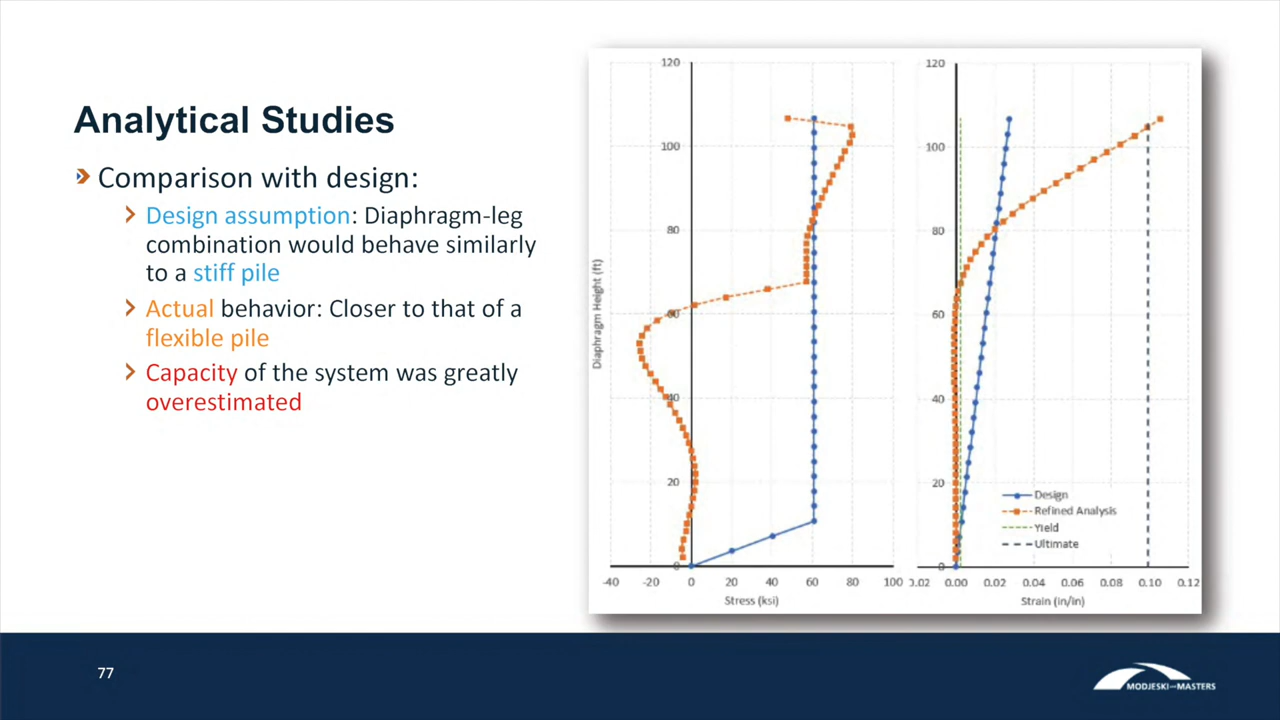 Analytical Studies
Comparison with design:
Design assumption: Diaphragm-leg
combination would behave similarly
to a stiff pile
Actual behavior: Closer to that of a
flexible pile
Capacity of the system was greatly
overestimated
Diaphragm Height (ft)
120
100
80
60
40
20
0
-40 -20 0 20 40 60 80 100
Stress (ksi)
120
100
80
60
40
20
0
Design
Refined Analysis
Yield
Ultimate
0.02 0.00 0.02 0.04 0.06 0.08 0.10 0.12
Strain (in/in)
77
MODJESKI and MASTERS